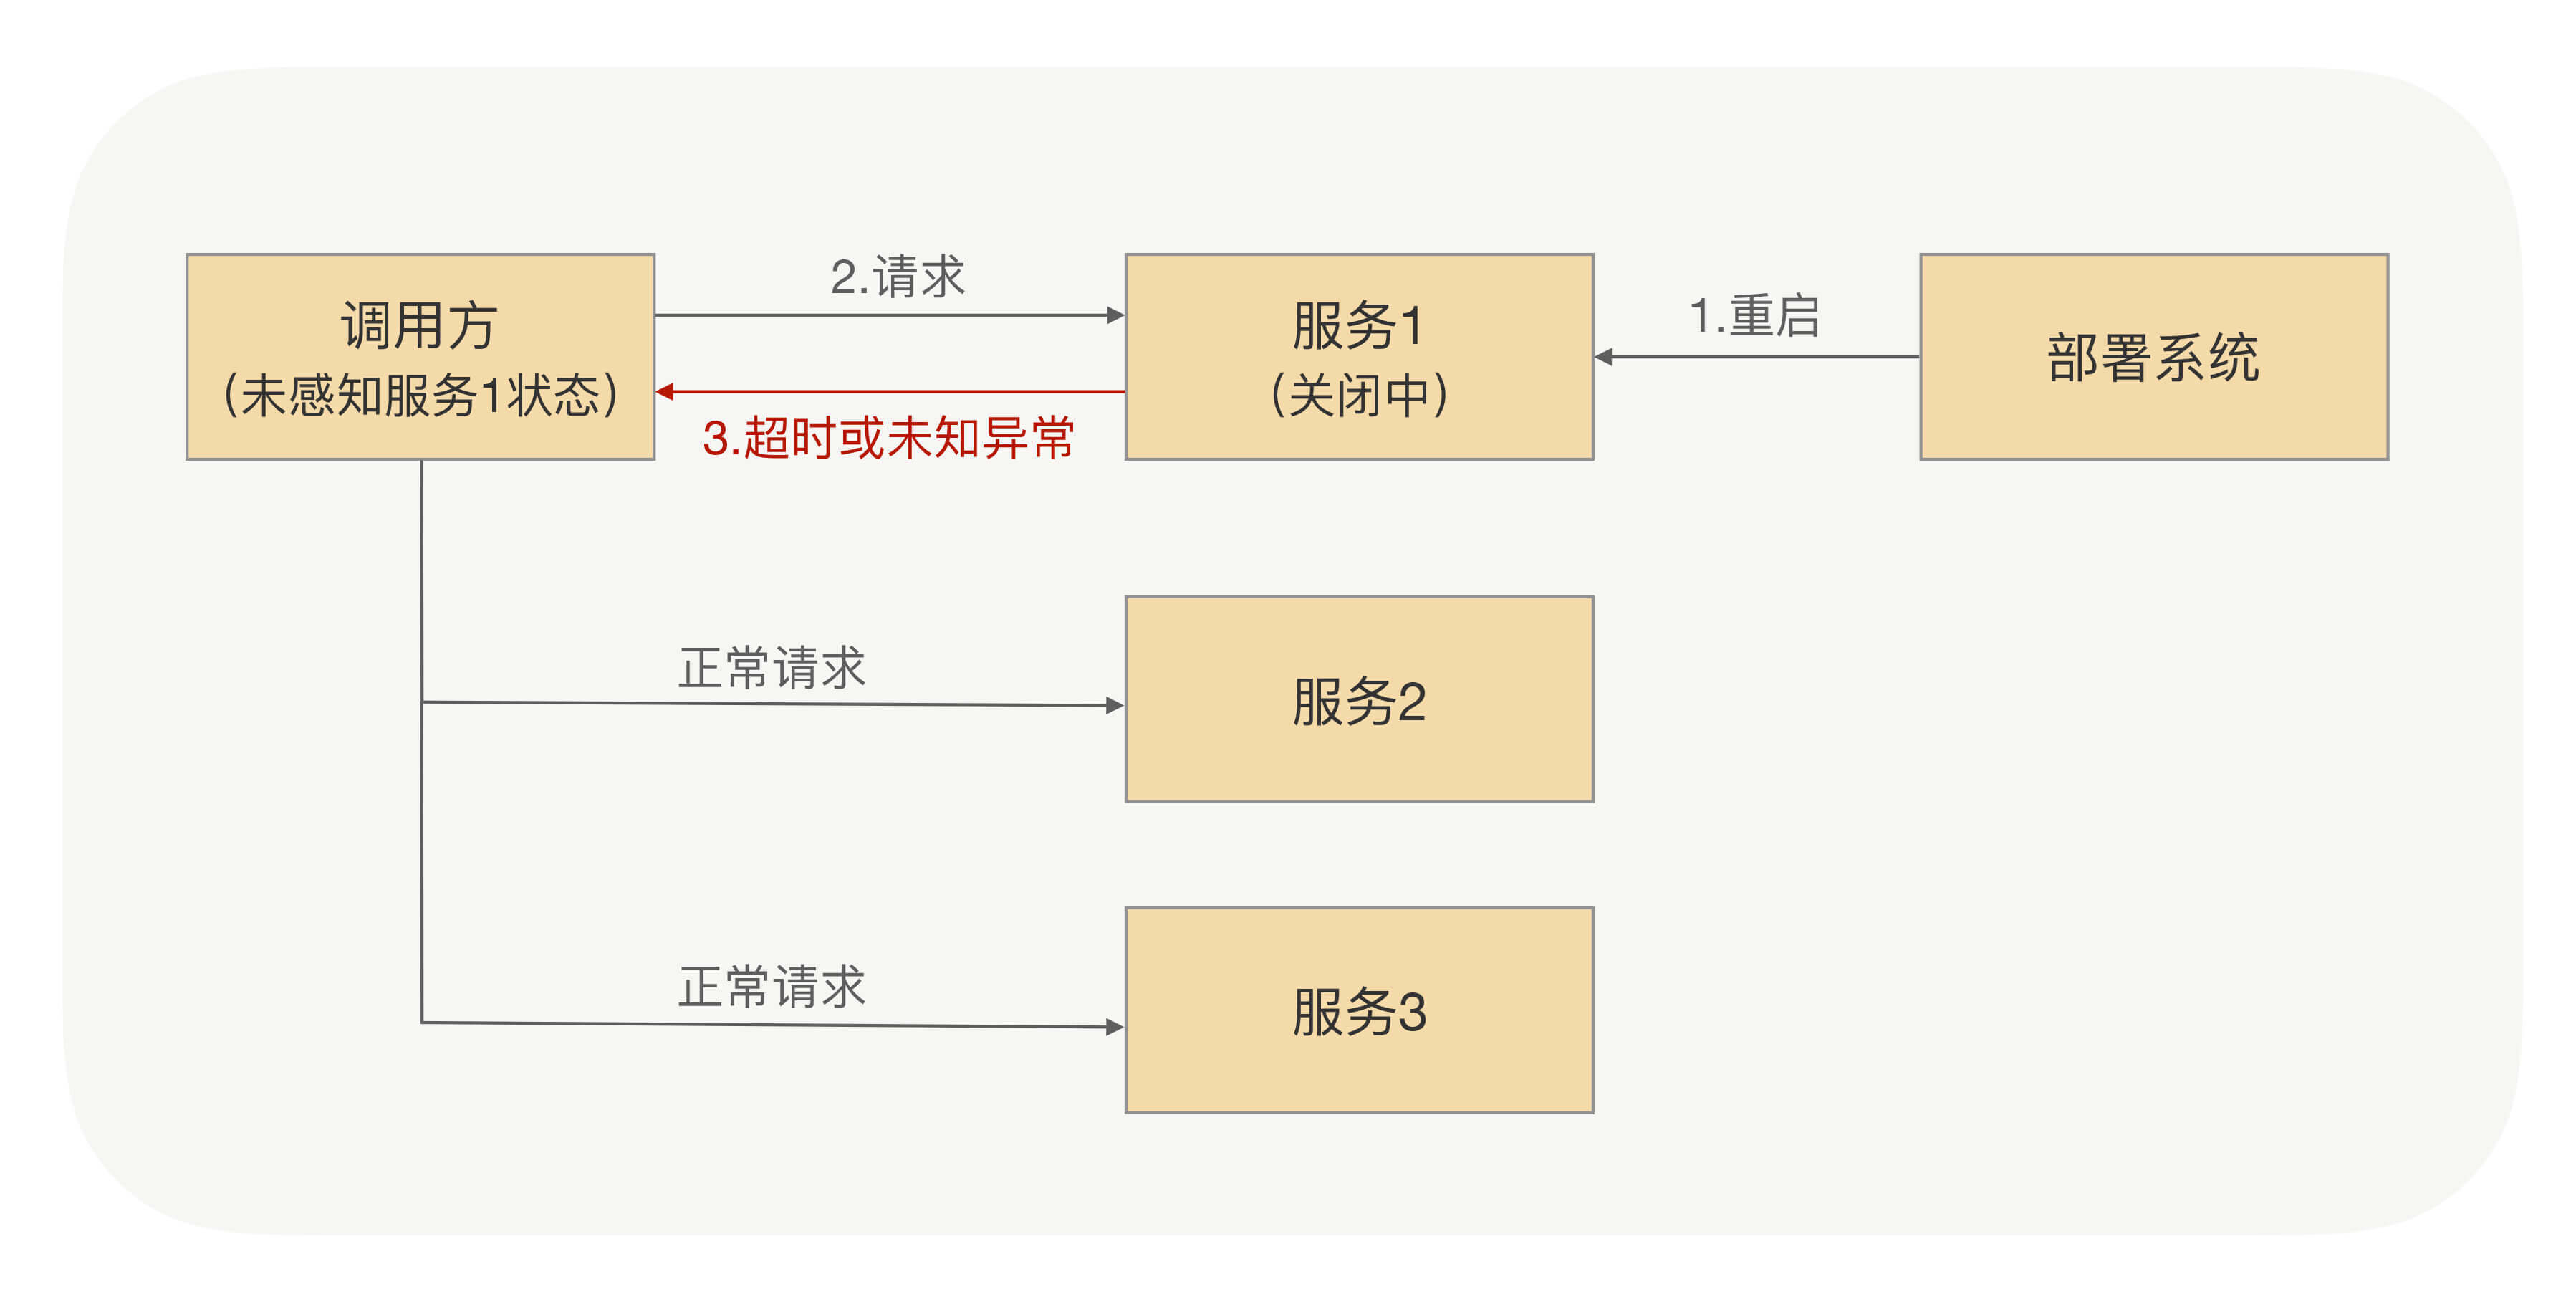 2.请求
调用方
(未感知服务1状态)
服务1
(关闭中)
1.重启
部署系统
3.超时或未知异常
正常请求
服务2
正常请求
服务3